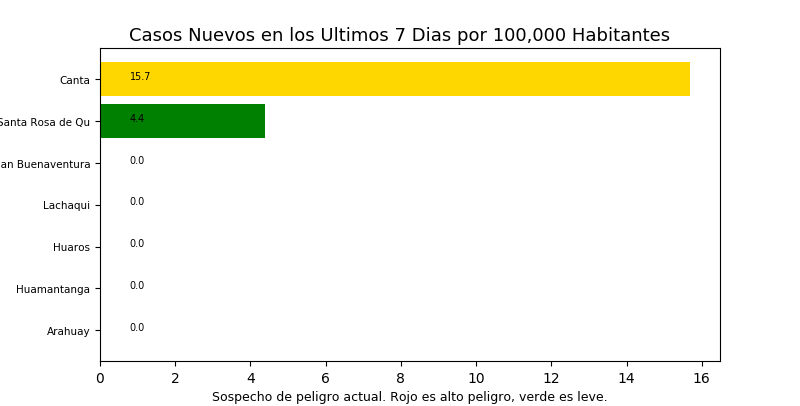 Casos Nuevos en los Ultimos 7 Dias por 100,000 Habitantes
Canta 15.7
Santa Rosa de Qu 4.4
an Buenaventura 0.0
Lachaqui 0.0
Huaros 0.0
Huamantanga 0.0
Arahuay 0.0
0 2 4 6 8 10 12 14 16
Sospecho de peligro actual. Rojo es alto peligro, verde es leve.